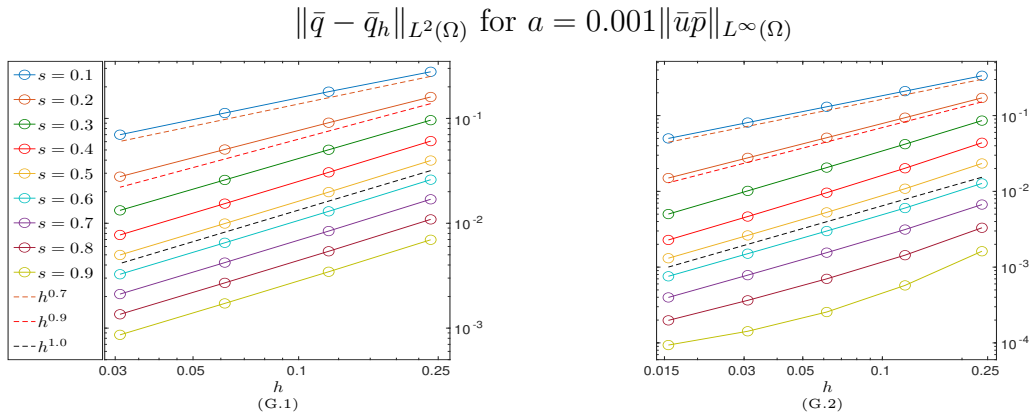 ‖q̄ − q̄_h‖_{L²(Ω)} for a = 0.001‖ūp̄‖_{L^∞(Ω)}
s = 0.1
s = 0.2
s = 0.3
s = 0.4
s = 0.5
s = 0.6
s = 0.7
s = 0.8
s = 0.9
h^{0.7}
h^{0.9}
h^{1.0}
10^{-1}
10^{-2}
10^{-3}
0.03 0.05 0.1 0.25
h
(G.1)
10^{-1}
10^{-2}
10^{-3}
10^{-4}
0.015 0.05 0.1 0.25
h
(G.2)